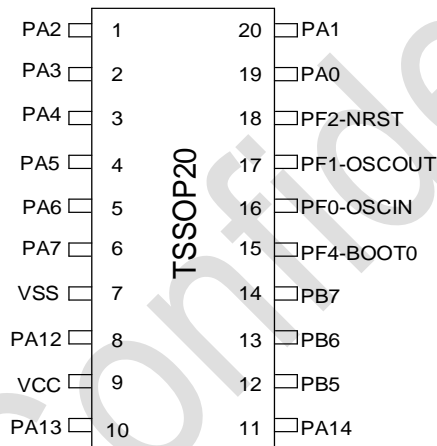 PA2 1 20 PA1
PA3 2 19 PA0
PA4 3 18 PF2-NRST
PA5 4 17 PF1-OSCOUT
PA6 5 16 PF0-OSCIN
PA7 6 15 PF4-BOOT0
VSS 7 14 PB7
PA12 8 13 PB6
VCC 9 12 PB5
PA13 10 11 PA14
TSSOP20